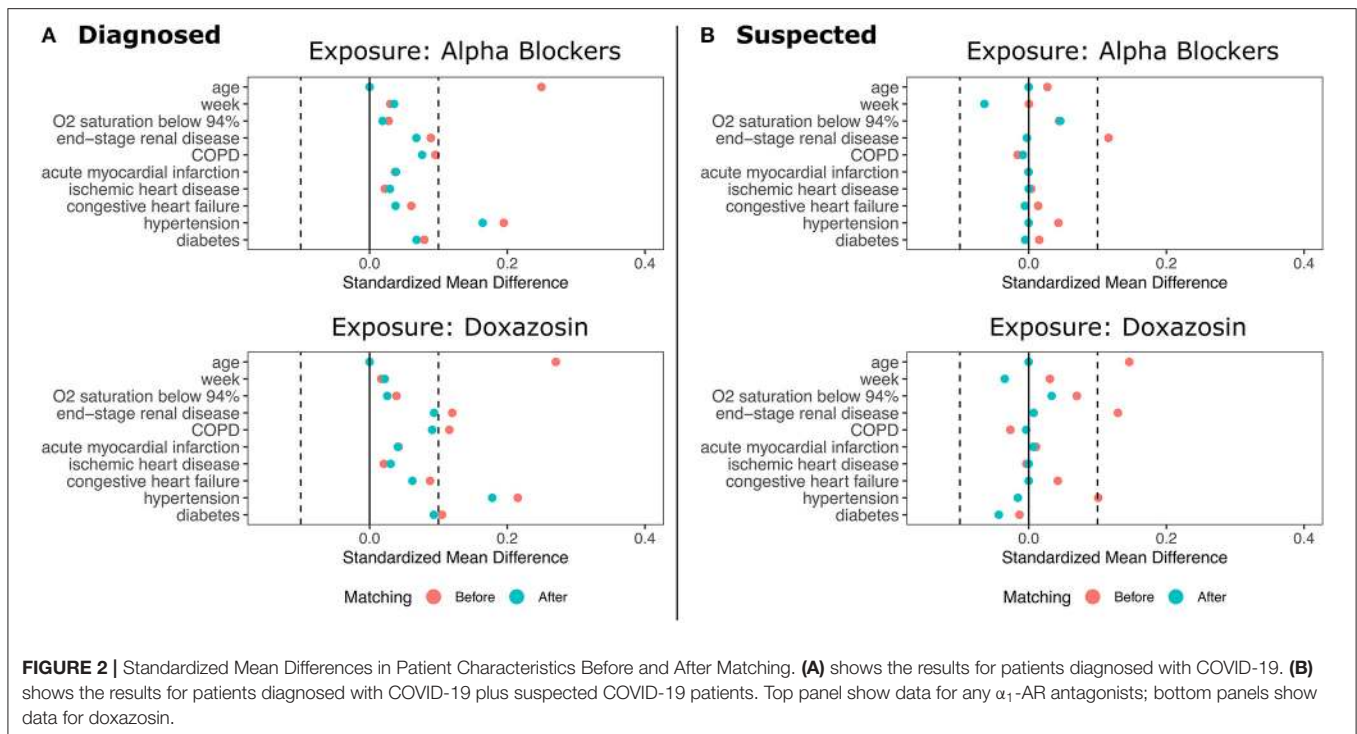 A Diagnosed
Exposure: Alpha Blockers
age
week
O2 saturation below 94%
end−stage renal disease
COPD
acute myocardial infarction
ischemic heart disease
congestive heart failure
hypertension
diabetes
0.0 0.2 0.4
Standardized Mean Difference
Exposure: Doxazosin
age
week
O2 saturation below 94%
end−stage renal disease
COPD
acute myocardial infarction
ischemic heart disease
congestive heart failure
hypertension
diabetes
0.0 0.2 0.4
Standardized Mean Difference
Matching Before After
B Suspected
Exposure: Alpha Blockers
age
week
O2 saturation below 94%
end−stage renal disease
COPD
acute myocardial infarction
ischemic heart disease
congestive heart failure
hypertension
diabetes
0.0 0.2 0.4
Standardized Mean Difference
Exposure: Doxazosin
age
week
O2 saturation below 94%
end−stage renal disease
COPD
acute myocardial infarction
ischemic heart disease
congestive heart failure
hypertension
diabetes
0.0 0.2 0.4
Standardized Mean Difference
Matching Before After
FIGURE 2 | Standardized Mean Differences in Patient Characteristics Before and After Matching. (A) shows the results for patients diagnosed with COVID-19. (B)
shows the results for patients diagnosed with COVID-19 plus suspected COVID-19 patients. Top panel show data for any α₁-AR antagonists; bottom panels show
data for doxazosin.